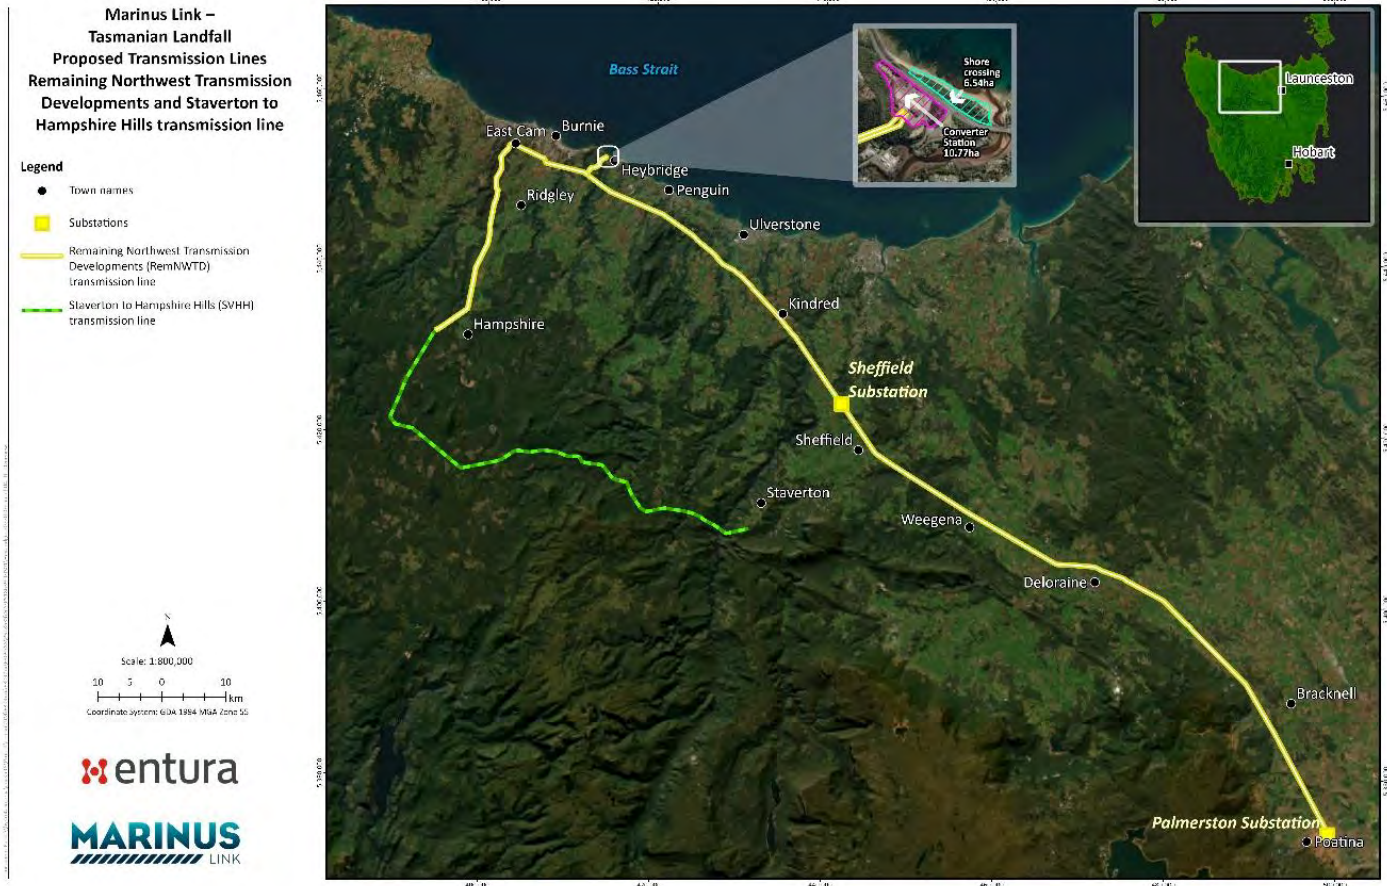 Marinus Link –
Tasmanian Landfall
Proposed Transmission Lines
Remaining Northwest Transmission
Developments and Staverton to
Hampshire Hills transmission line
Legend
Town names
Substations
Remaining Northwest Transmission
Developments (RemNWTD)
transmission line
Staverton to Hampshire Hills (SVHH)
transmission line
N
Scale: 1:800,000
10 5 0 10
km
Coordinate System: GDA 1994 MGA Zone 55
entura
MARINUS
LINK
Bass Strait
Shore
crossing
6.54ha
Converter
Station
10.77ha
Launceston
Hobart
East Cam
Burnie
Heybridge
Ridgley
Penguin
Ulverstone
Hampshire
Kindred
Sheffield
Substation
Sheffield
Staverton
Weegena
Deloraine
Bracknell
Palmerston Substation
Poatina